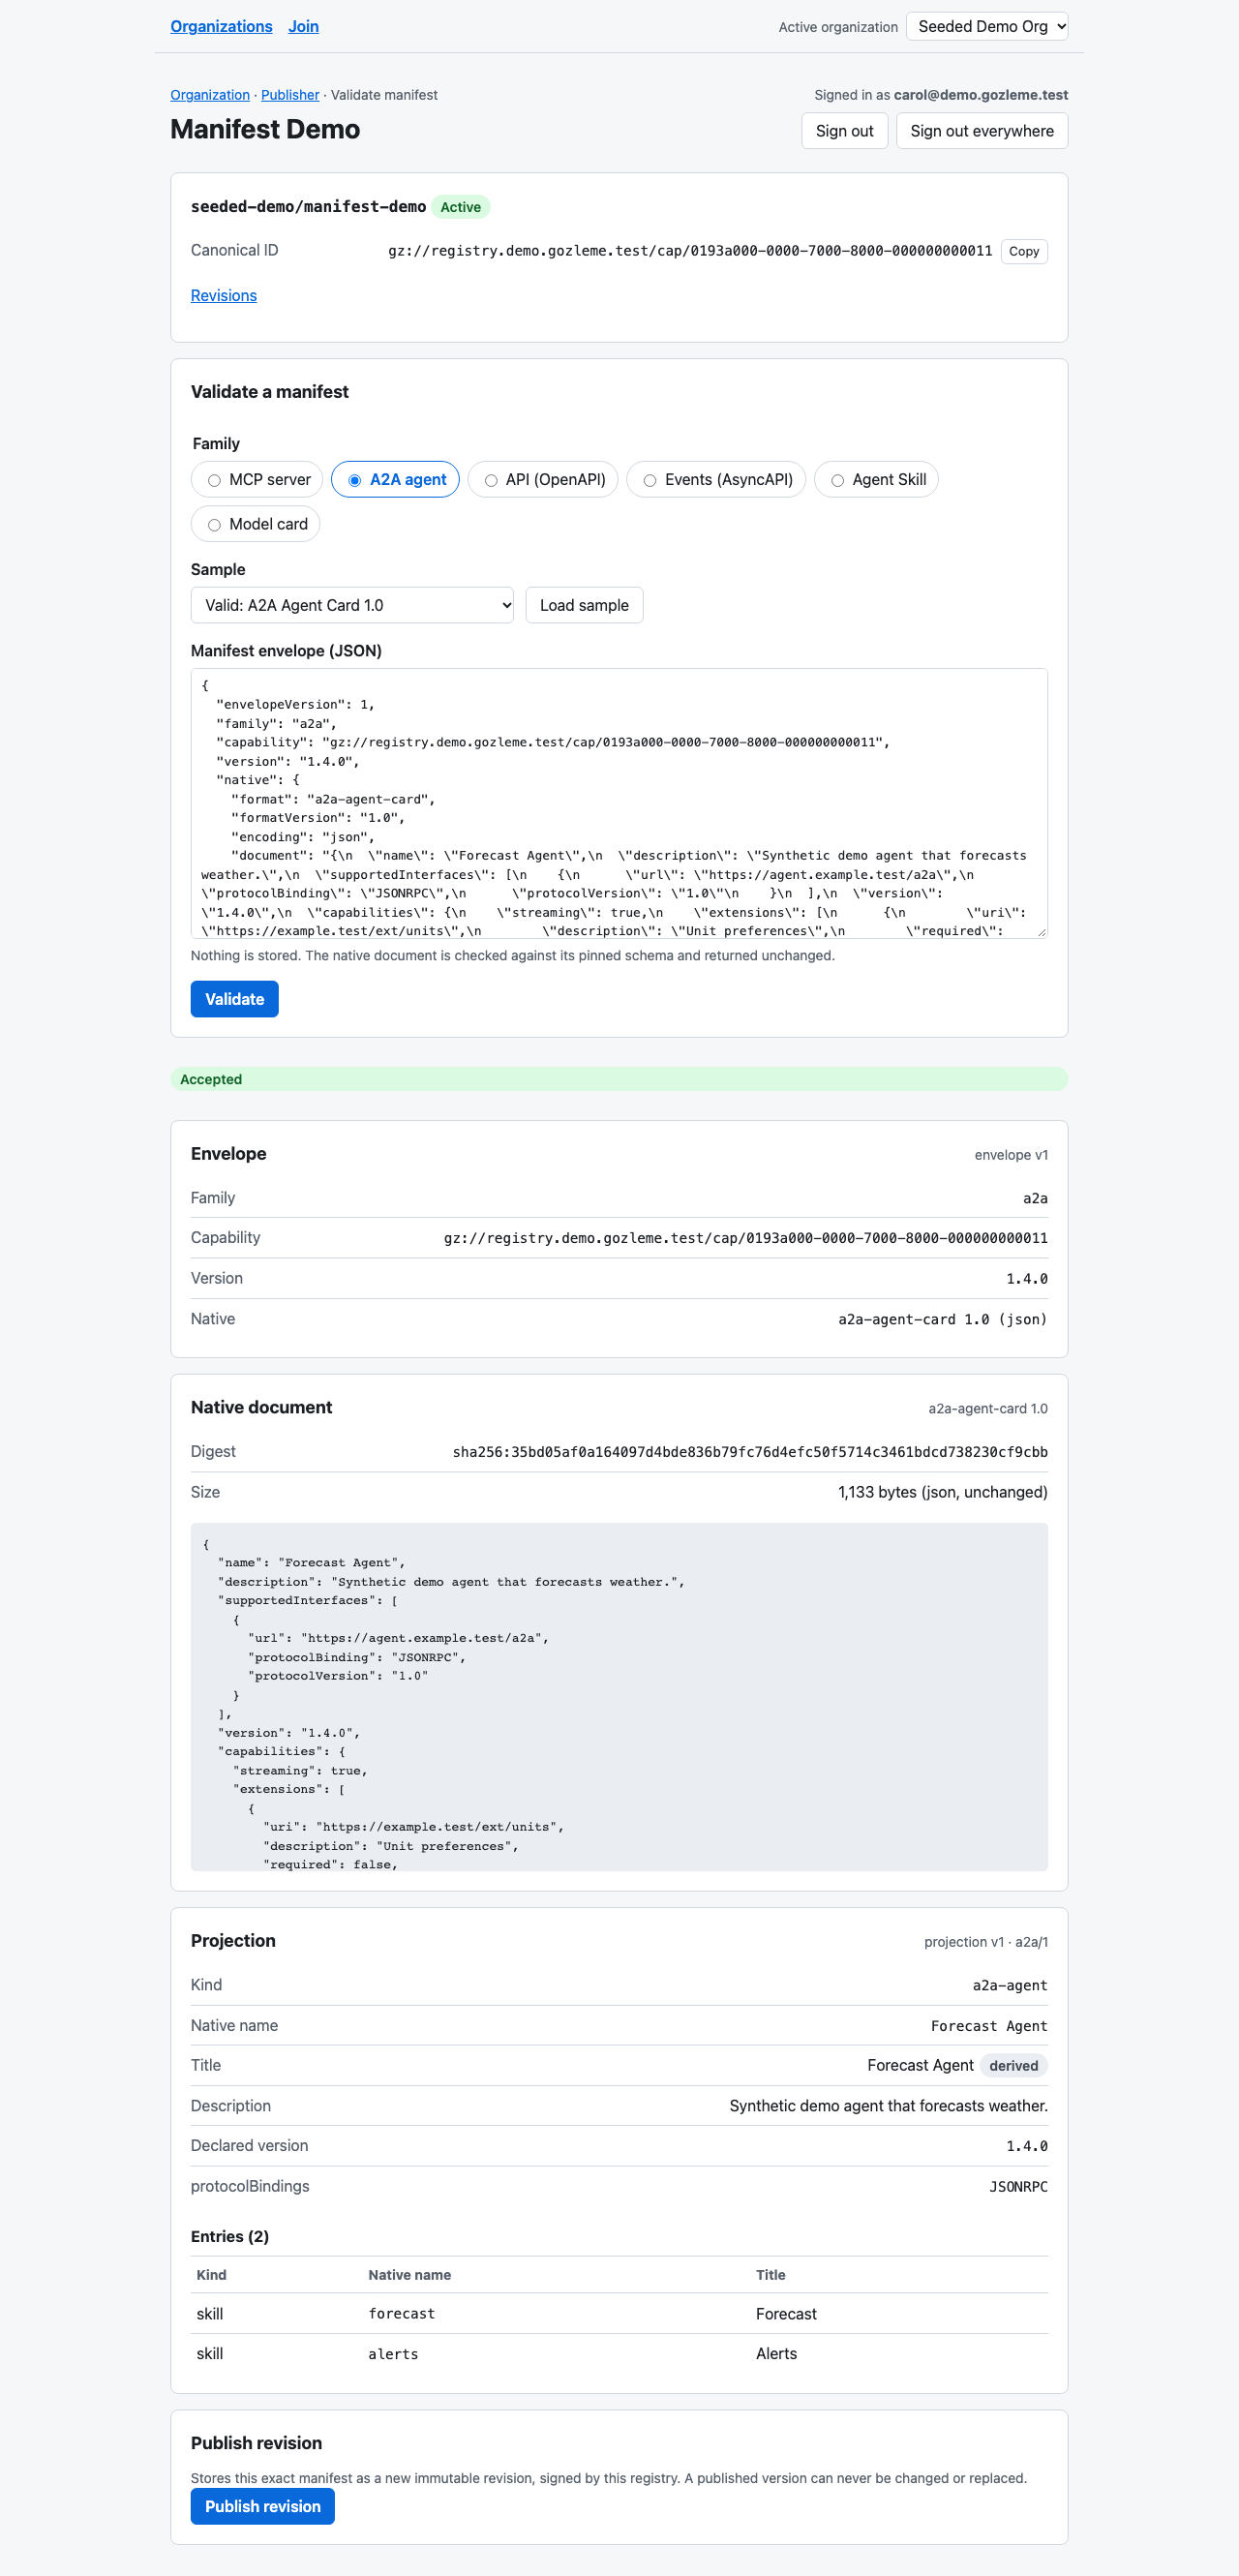 Organizations Join Active organization Seeded Demo Org
Organization · Publisher · Validate manifest
Signed in as carol@demo.gozleme.test
Manifest Demo
Sign out Sign out everywhere
seeded-demo/manifest-demo Active
Canonical ID gz://registry.demo.gozleme.test/cap/0193a000-0000-7000-8000-000000000011 Copy
Revisions
Validate a manifest
Family
MCP server A2A agent API (OpenAPI) Events (AsyncAPI) Agent Skill
Model card
Sample
Valid: A2A Agent Card 1.0 Load sample
Manifest envelope (JSON)
{
  "envelopeVersion": 1,
  "family": "a2a",
  "capability": "gz://registry.demo.gozleme.test/cap/0193a000-0000-7000-8000-000000000011",
  "version": "1.4.0",
  "native": {
    "format": "a2a-agent-card",
    "formatVersion": "1.0",
    "encoding": "json",
    "document": "{\n  \"name\": \"Forecast Agent\",\n  \"description\": \"Synthetic demo agent that forecasts
weather.\",\n  \"supportedInterfaces\": [\n    {\n      \"url\": \"https://agent.example.test/a2a\",\n
\"protocolBinding\": \"JSONRPC\",\n      \"protocolVersion\": \"1.0\"\n    }\n  ],\n  \"version\":
\"1.4.0\",\n  \"capabilities\": {\n    \"streaming\": true,\n    \"extensions\": [\n      {\n        \"uri\":
\"https://example.test/ext/units\",\n        \"description\": \"Unit preferences\",\n        \"required\":
Nothing is stored. The native document is checked against its pinned schema and returned unchanged.
Validate
Accepted
Envelope envelope v1
Family a2a
Capability gz://registry.demo.gozleme.test/cap/0193a000-0000-7000-8000-000000000011
Version 1.4.0
Native a2a-agent-card 1.0 (json)
Native document a2a-agent-card 1.0
Digest sha256:35bd05af0a164097d4bde836b79fc76d4efc50f5714c3461bdcd738230cf9cbb
Size 1,133 bytes (json, unchanged)
{
  "name": "Forecast Agent",
  "description": "Synthetic demo agent that forecasts weather.",
  "supportedInterfaces": [
    {
      "url": "https://agent.example.test/a2a",
      "protocolBinding": "JSONRPC",
      "protocolVersion": "1.0"
    }
  ],
  "version": "1.4.0",
  "capabilities": {
    "streaming": true,
    "extensions": [
      {
        "uri": "https://example.test/ext/units",
        "description": "Unit preferences",
        "required": false,
Projection projection v1 · a2a/1
Kind a2a-agent
Native name Forecast Agent
Title Forecast Agent derived
Description Synthetic demo agent that forecasts weather.
Declared version 1.4.0
protocolBindings JSONRPC
Entries (2)
Kind Native name Title
skill forecast Forecast
skill alerts Alerts
Publish revision
Stores this exact manifest as a new immutable revision, signed by this registry. A published version can never be changed or replaced.
Publish revision